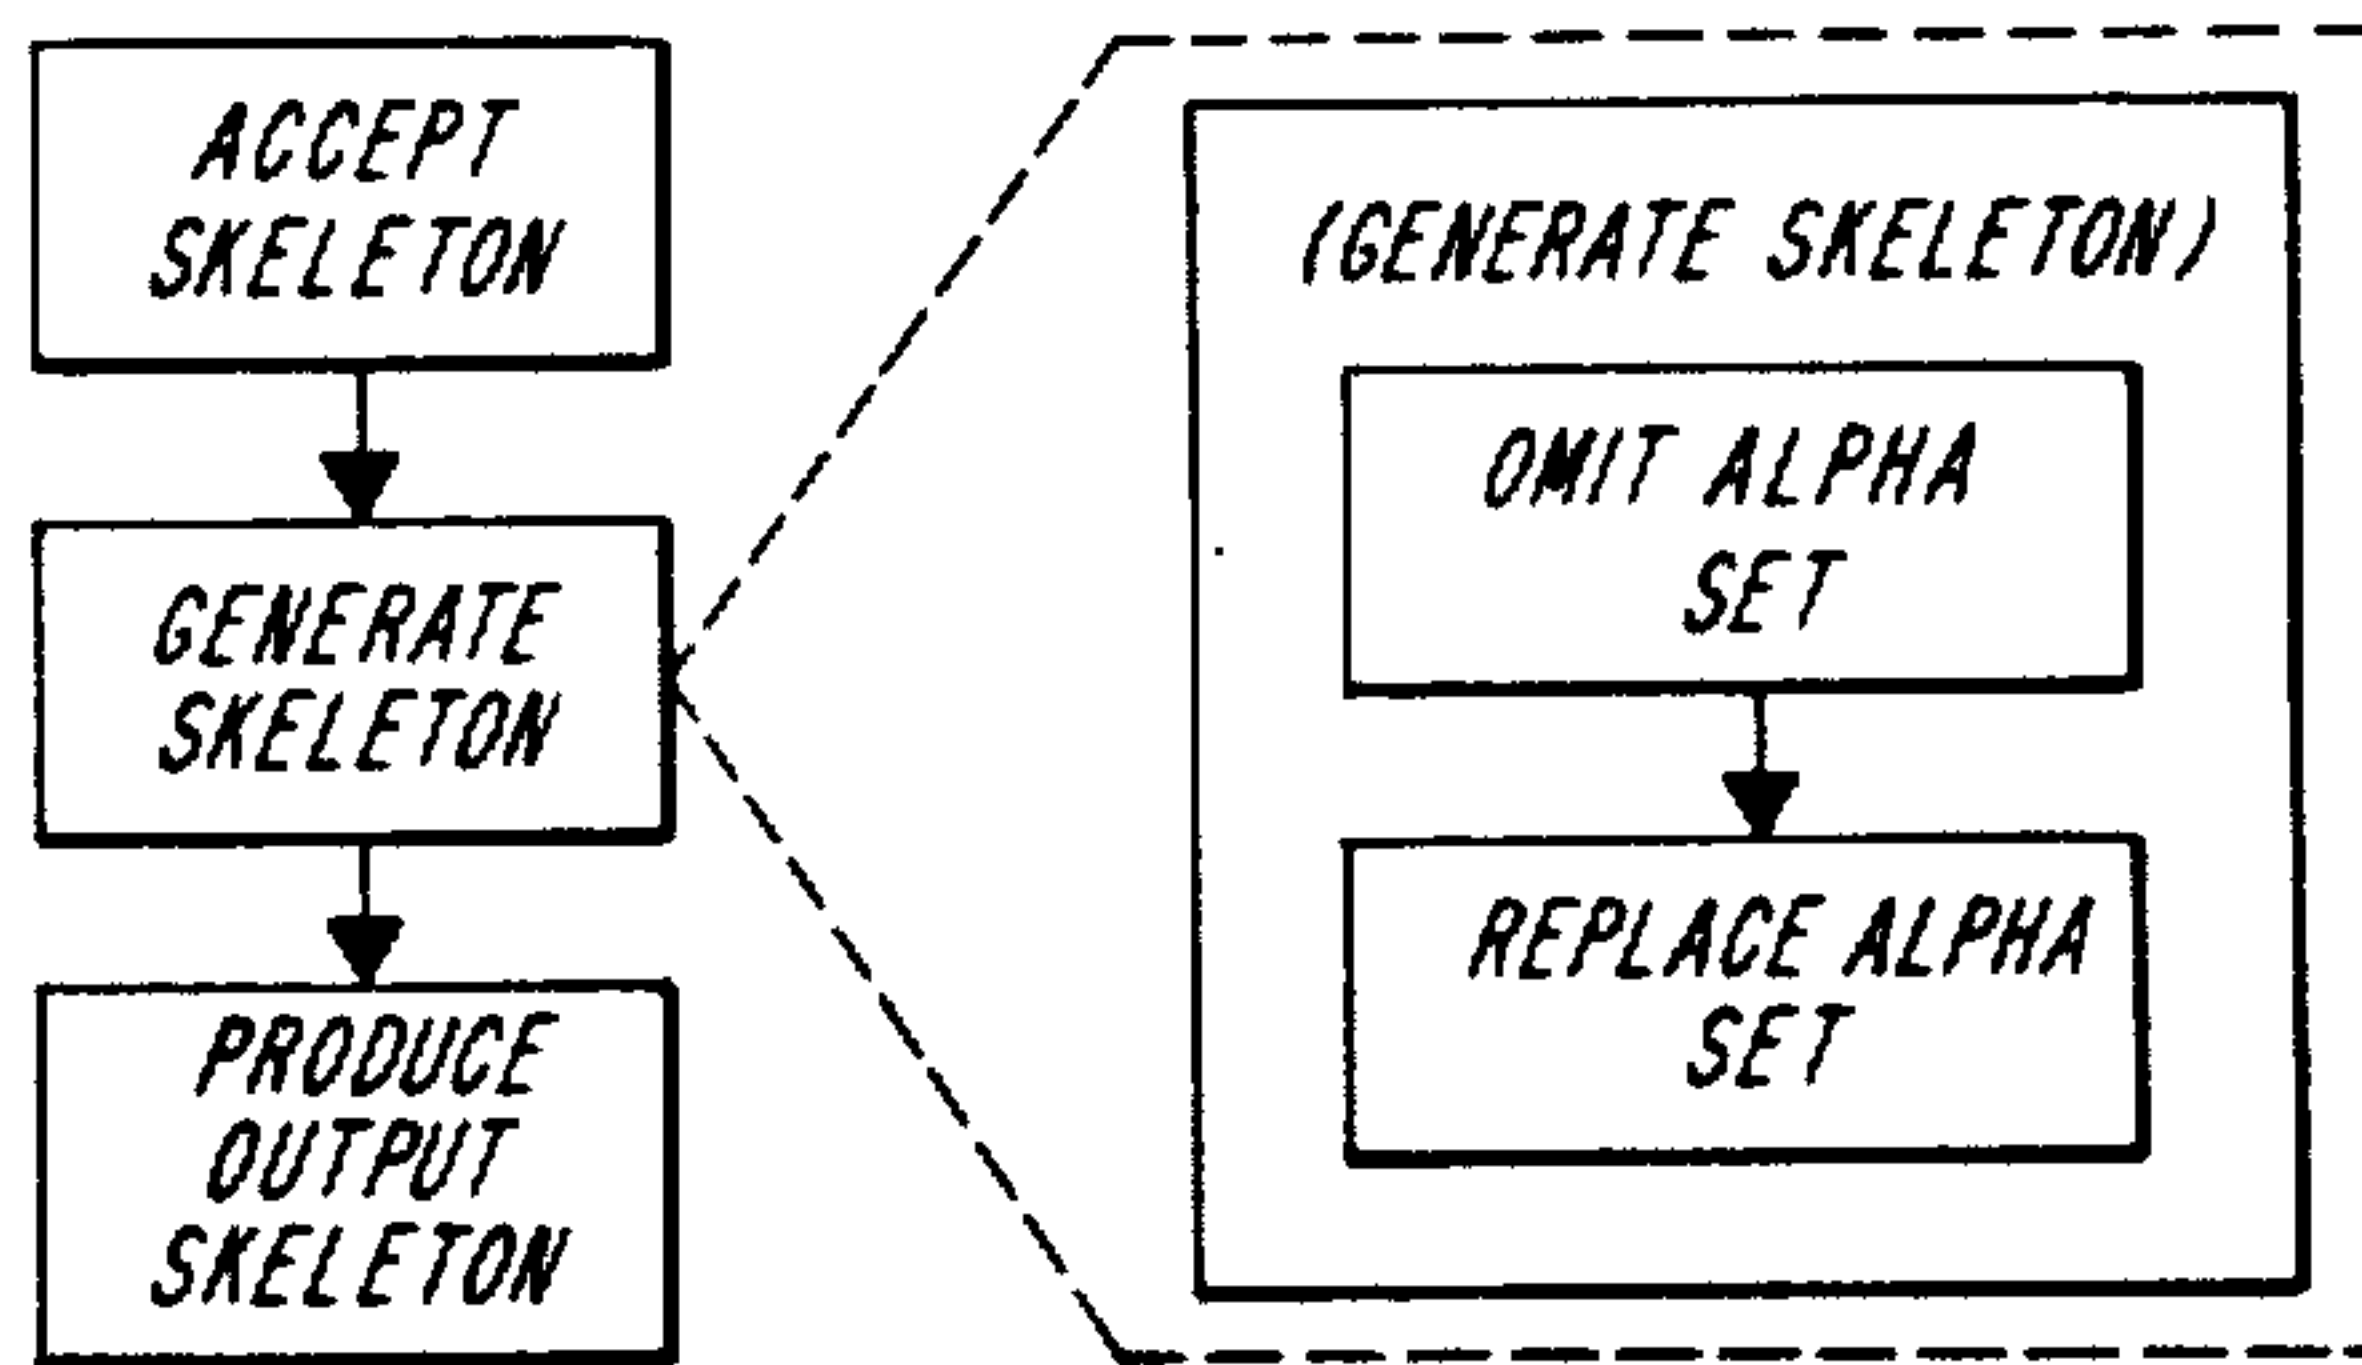 ACCEPT
SKELETON
GENERATE
SKELETON
PRODUCE
OUTPUT
SKELETON
(GENERATE SKELETON)
OMIT ALPHA
SET
REPLACE ALPHA
SET